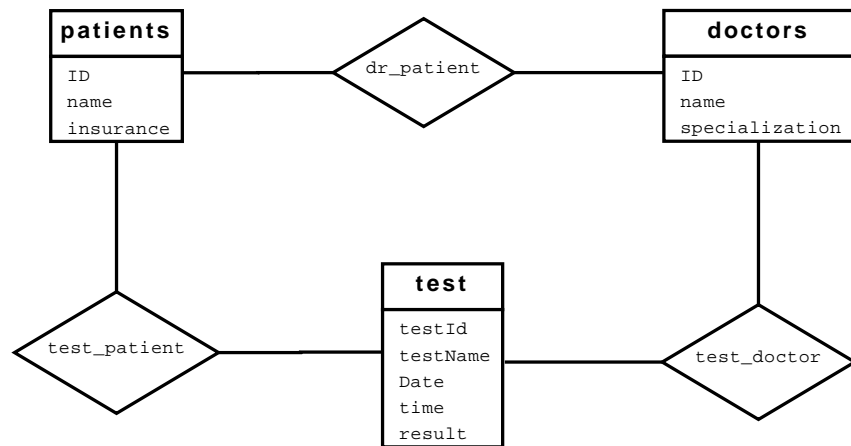 patients
ID
name
insurance
dr_patient
doctors
ID
name
specialization
test_patient
test
testId
testName
Date
time
result
test_doctor